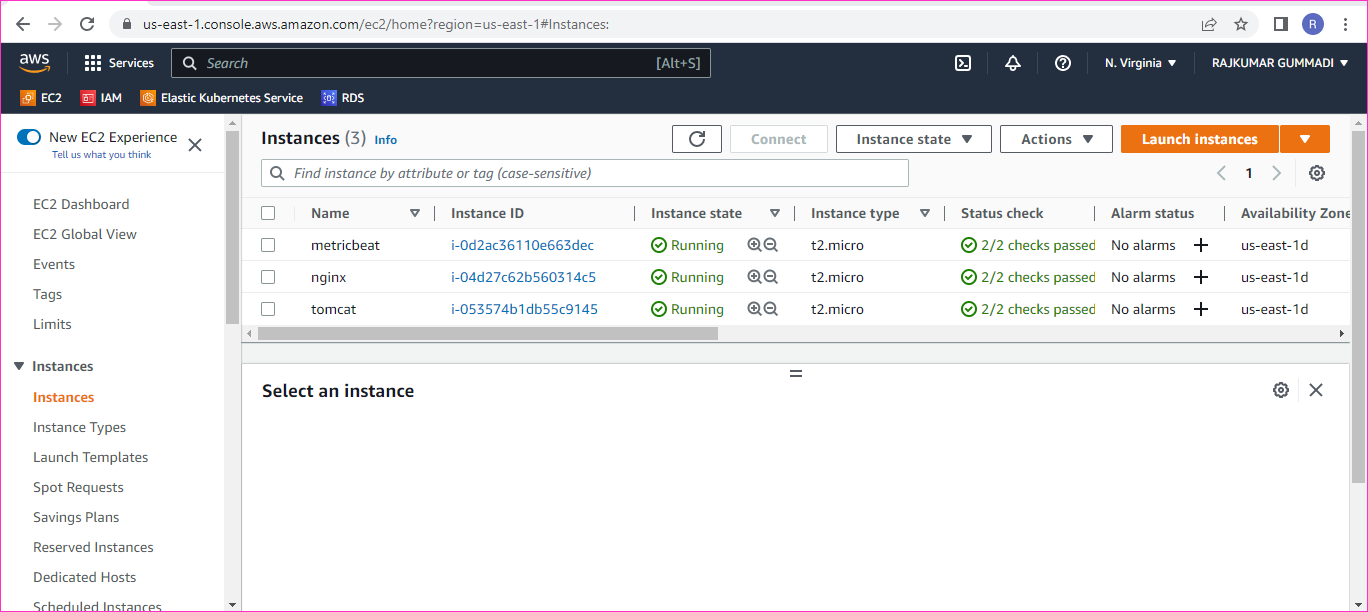 us-east-1.console.aws.amazon.com/ec2/home?region=us-east-1#Instances:
R
aws
Services
Search
[Alt+S]
N. Virginia
RAJKUMAR GUMMADI
EC2
IAM
Elastic Kubernetes Service
RDS
New EC2 Experience
Tell us what you think
EC2 Dashboard
EC2 Global View
Events
Tags
Limits
Instances
Instances
Instance Types
Launch Templates
Spot Requests
Savings Plans
Reserved Instances
Dedicated Hosts
Scheduled Instances
Instances (3) Info
Connect
Instance state
Actions
Launch instances
Find instance by attribute or tag (case-sensitive)
1
Name Instance ID Instance state Instance type Status check Alarm status Availability Zone
metricbeat i-0d2ac36110e663dec Running t2.micro 2/2 checks passed No alarms + us-east-1d
nginx i-04d27c62b560314c5 Running t2.micro 2/2 checks passed No alarms + us-east-1d
tomcat i-053574b1db55c9145 Running t2.micro 2/2 checks passed No alarms + us-east-1d
Select an instance